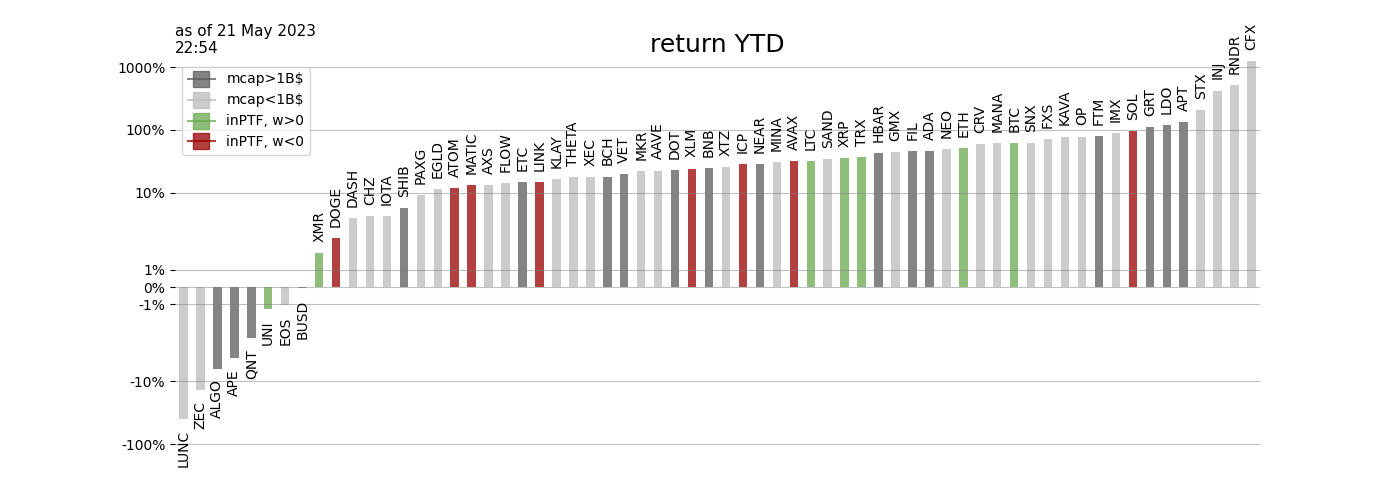 as of 21 May 2023
22:54
return YTD
1000%
100%
10%
1%
0%
-1%
-10%
-100%
mcap>1B$
mcap<1B$
inPTF, w>0
inPTF, w<0
LUNC
ZEC
ALGO
APE
QNT
UNI
EOS
BUSD
XMR
DOGE
DASH
CHZ
IOTA
SHIB
PAXG
EGLD
ATOM
MATIC
AXS
FLOW
ETC
LINK
KLAY
THETA
XEC
BCH
VET
MKR
AAVE
DOT
XLM
BNB
XTZ
ICP
NEAR
MINA
AVAX
LTC
SAND
XRP
TRX
HBAR
GMX
FIL
ADA
NEO
ETH
CRV
MANA
BTC
SNX
FXS
KAVA
OP
FTM
IMX
SOL
GRT
LDO
APT
STX
INJ
RNDR
CFX